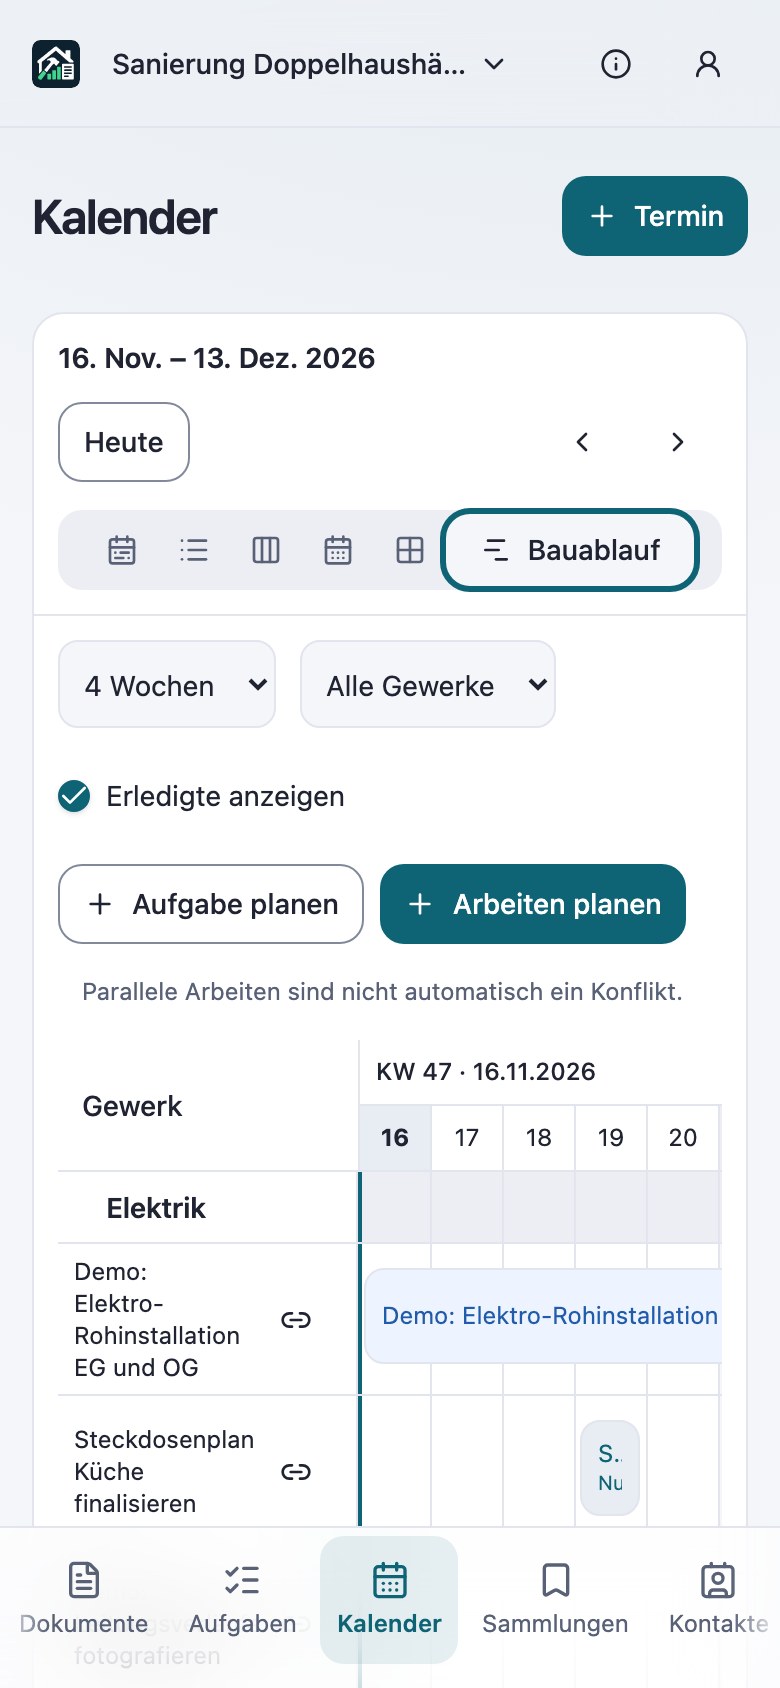 Sanierung Doppelhaushä...
Kalender
+ Termin
16. Nov. – 13. Dez. 2026
Heute
Bauablauf
4 Wochen
Alle Gewerke
Erledigte anzeigen
+ Aufgabe planen
+ Arbeiten planen
Parallele Arbeiten sind nicht automatisch ein Konflikt.
Gewerk
KW 47 · 16.11.2026
16 17 18 19 20
Elektrik
Demo:
Elektro-
Rohinstallation
EG und OG
Demo: Elektro-Rohinstallation
Steckdosenplan
Küche
finalisieren
S..
Nu
Dokumente
Aufgaben
Kalender
Sammlungen
Kontakte
fotografieren